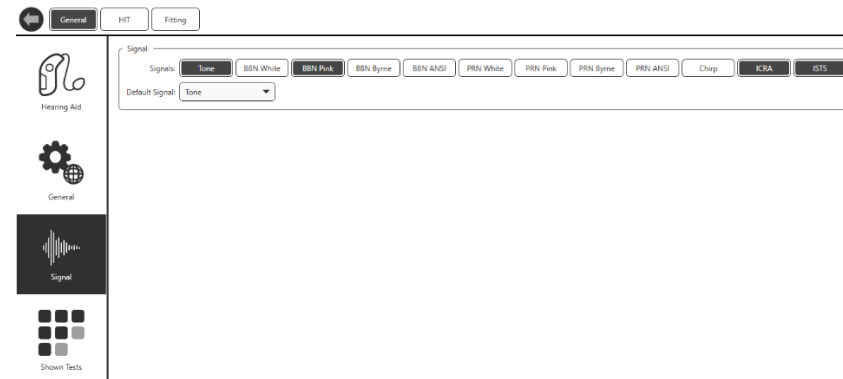 General HIT Fitting
Signal
Signals: Tone BBN White BBN Pink BBN Byrne BBN ANSI PRN White PRN Pink PRN Byrne PRN ANSI Chirp ICRA ISTS
Default Signal: Tone
Hearing Aid
General
Signal
Shown Tests